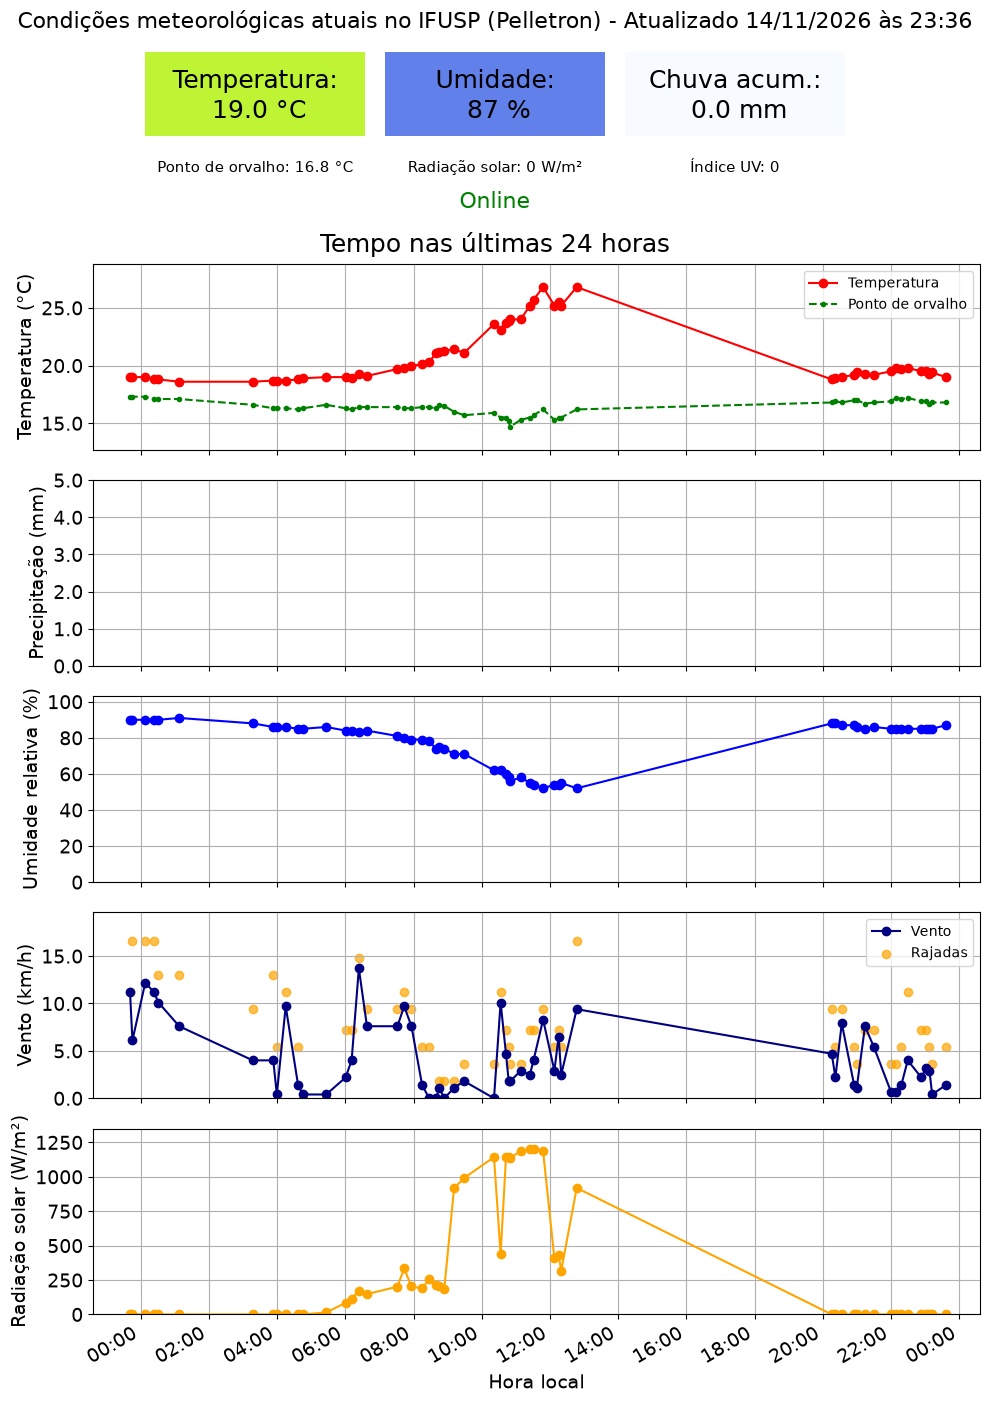 Condições meteorológicas atuais no IFUSP (Pelletron) - Atualizado 14/11/2026 às 23:36
Temperatura:
19.0 °C
Umidade:
87 %
Chuva acum.:
0.0 mm
Ponto de orvalho: 16.8 °C
Radiação solar: 0 W/m²
Índice UV: 0
Online
Tempo nas últimas 24 horas
Temperatura (°C)
25.0
20.0
15.0
Temperatura
Ponto de orvalho
Precipitação (mm)
5.0
4.0
3.0
2.0
1.0
0.0
Umidade relativa (%)
100
80
60
40
20
0
Vento (km/h)
15.0
10.0
5.0
0.0
Vento
Rajadas
Radiação solar (W/m²)
1250
1000
750
500
250
0
00:00 02:00 04:00 06:00 08:00 10:00 12:00 14:00 16:00 18:00 20:00 22:00 00:00
Hora local